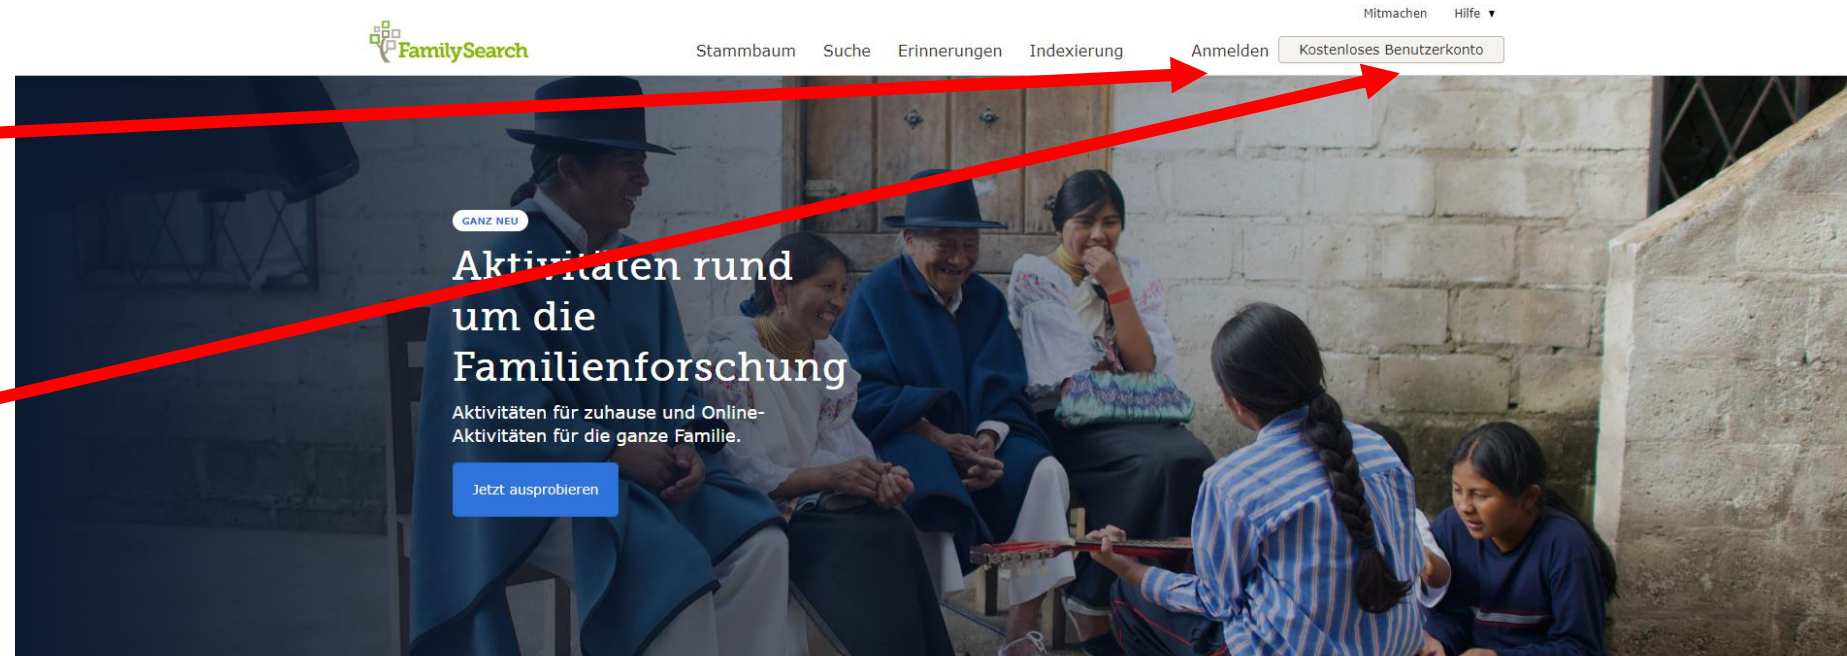 Mitmachen Hilfe ▼
FamilySearch Stammbaum Suche Erinnerungen Indexierung Anmelden Kostenloses Benutzerkonto
GANZ NEU
Aktivitäten rund
um die
Familienforschung
Aktivitäten für zuhause und Online-
Aktivitäten für die ganze Familie.
Jetzt ausprobieren